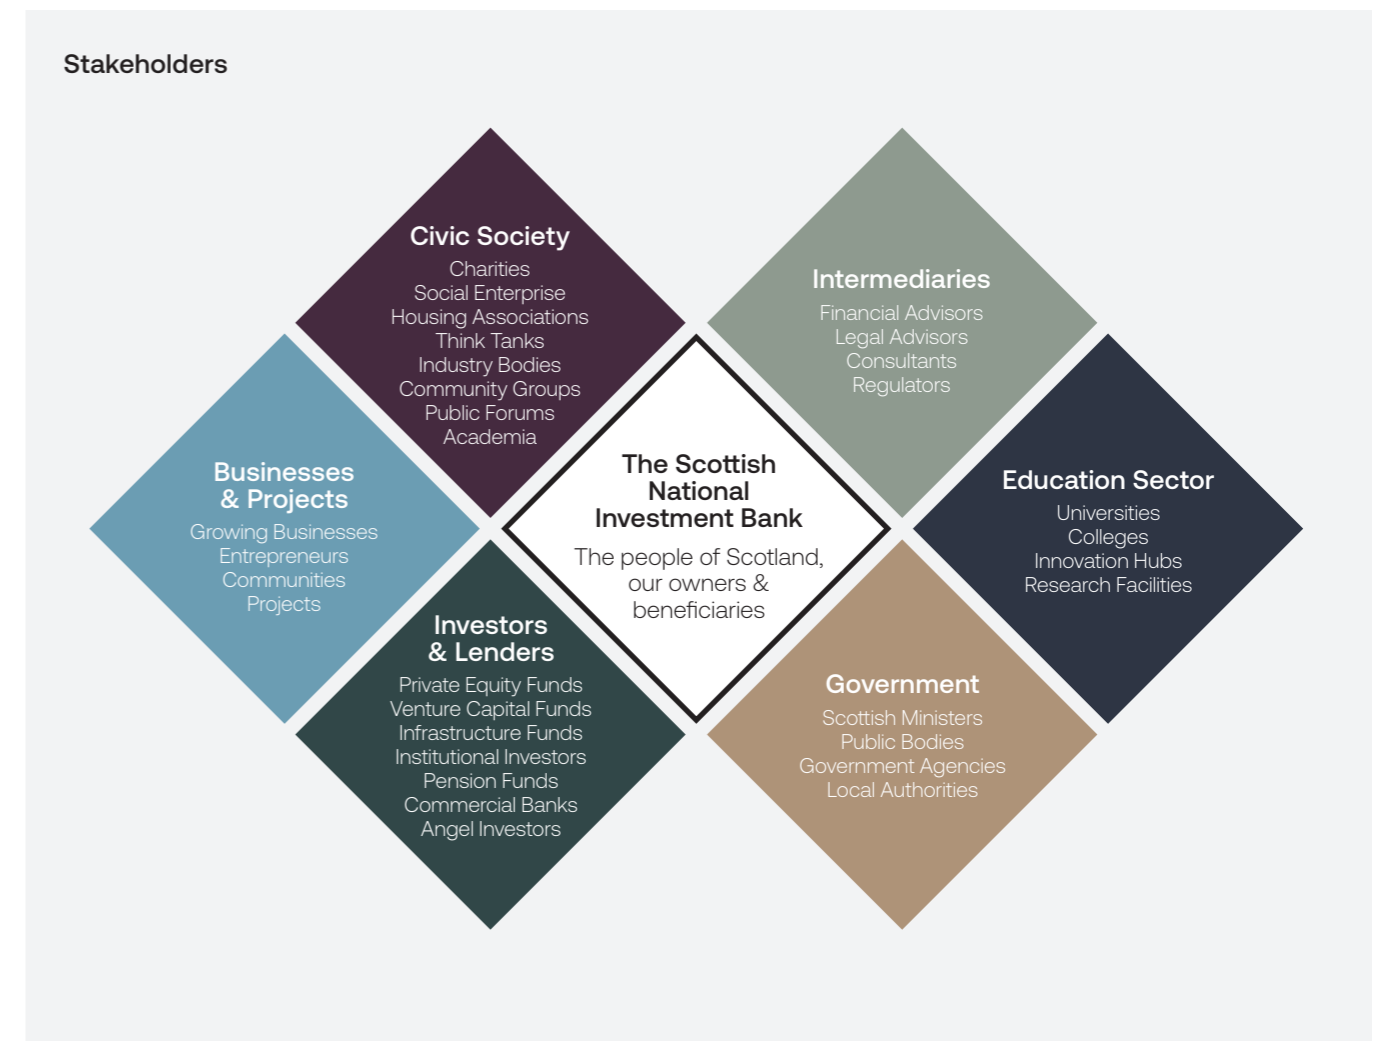 Stakeholders
Civic Society
Charities
Social Enterprise
Housing Associations
Think Tanks
Industry Bodies
Community Groups
Public Forums
Academia
Intermediaries
Financial Advisors
Legal Advisors
Consultants
Regulators
Businesses
& Projects
Growing Businesses
Entrepreneurs
Communities
Projects
The Scottish
National
Investment Bank
The people of Scotland,
our owners &
beneficiaries
Education Sector
Universities
Colleges
Innovation Hubs
Research Facilities
Investors
& Lenders
Private Equity Funds
Venture Capital Funds
Infrastructure Funds
Institutional Investors
Pension Funds
Commercial Banks
Angel Investors
Government
Scottish Ministers
Public Bodies
Government Agencies
Local Authorities